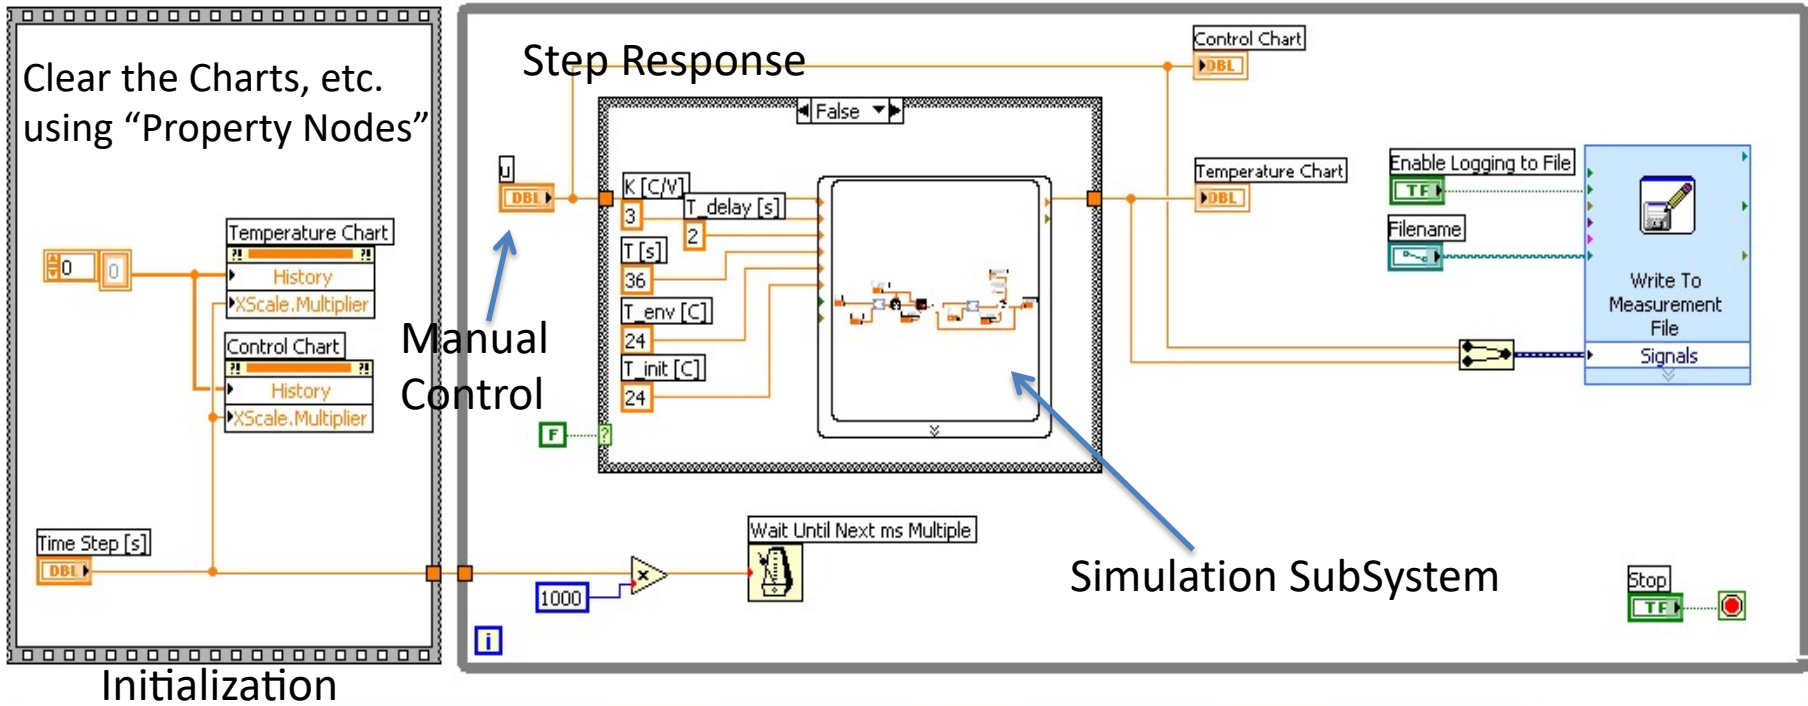 Clear the Charts, etc.
using “Property Nodes”
0
0
Temperature Chart
?!
?!
History
XScale.Multiplier
Control Chart
?!
?!
History
XScale.Multiplier
Time Step [s]
DBL
Initialization
Step Response
Control Chart
DBL
False
u
DBL
K [C/V]
3
T_delay [s]
2
T [s]
36
T_env [C]
24
T_init [C]
24
F
?
Manual
Control
Temperature Chart
DBL
Enable Logging to File
TF
Filename
Write To
Measurement
File
Signals
Wait Until Next ms Multiple
1000
x
i
Simulation SubSystem
Stop
TF